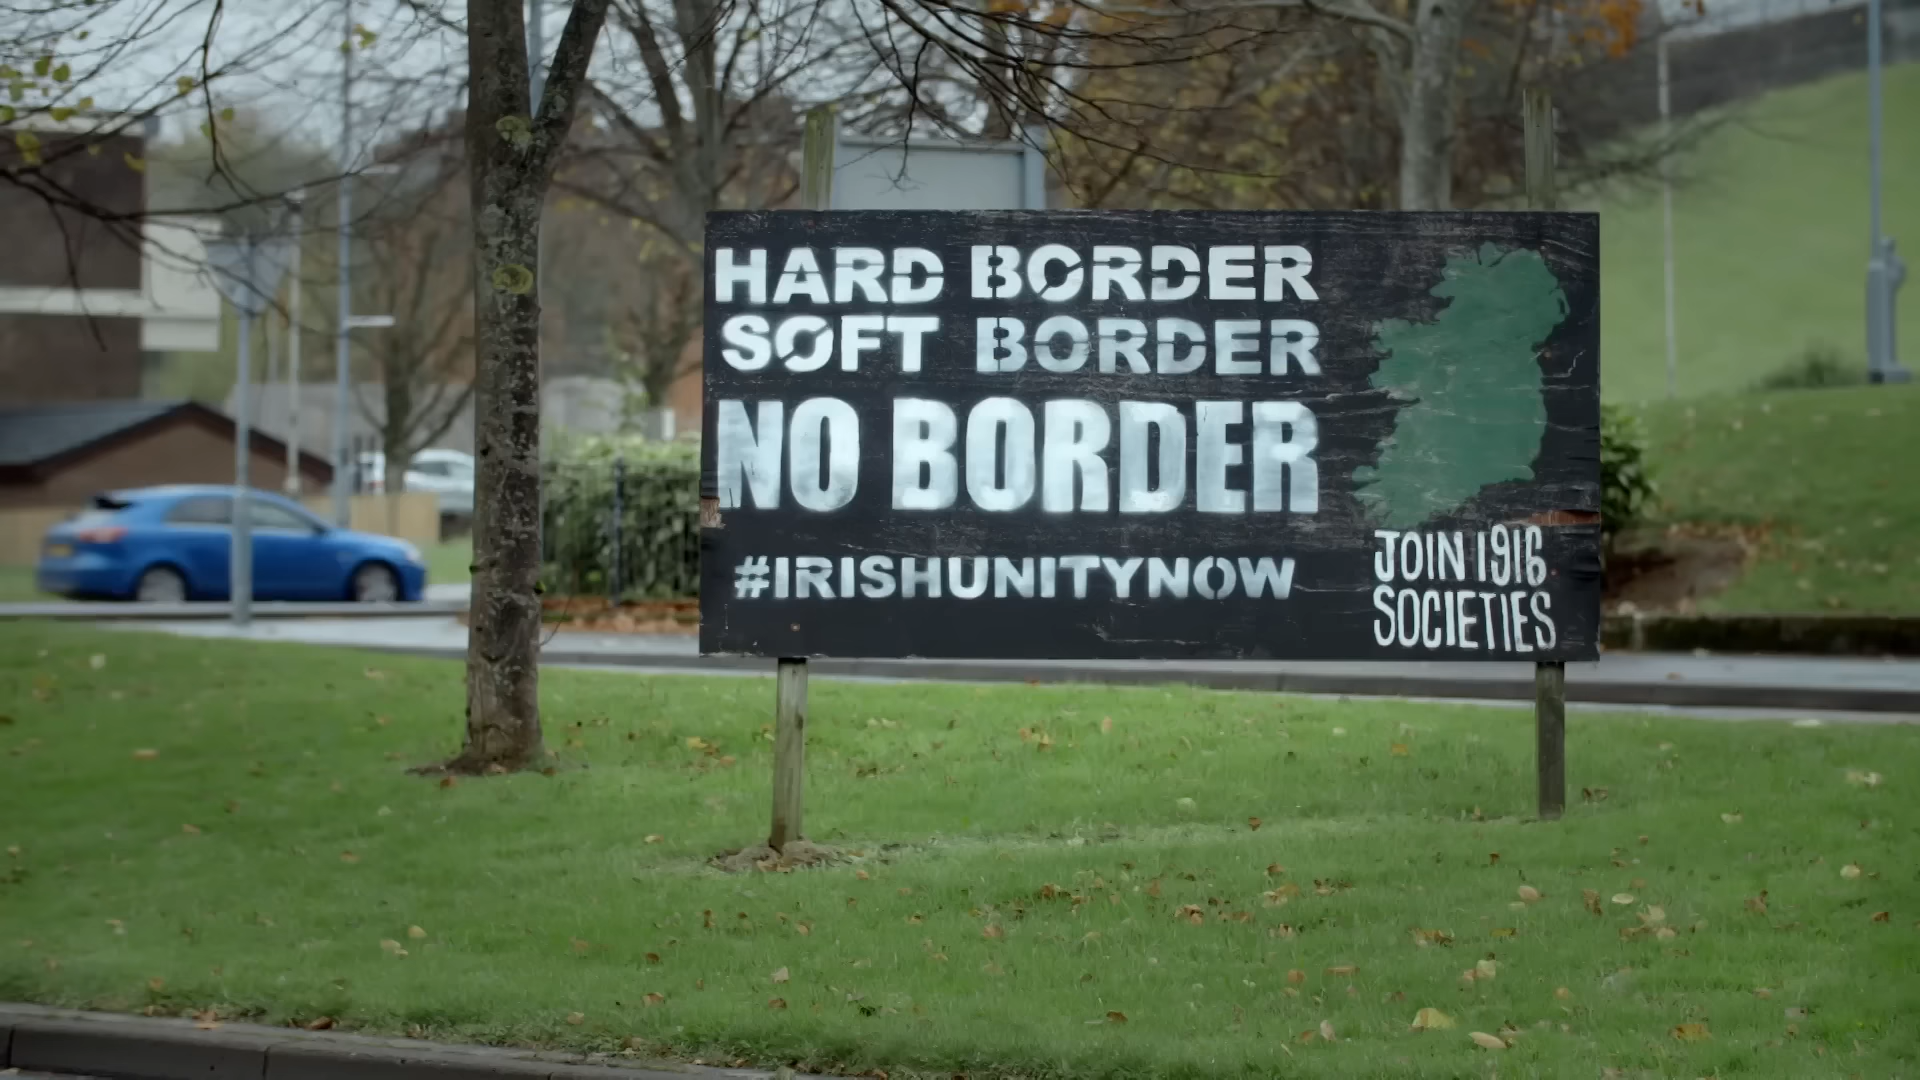 HARD BORDER
SOFT BORDER
NO BORDER
#IRISHUNITYNOW
JOIN 1916
SOCIETIES